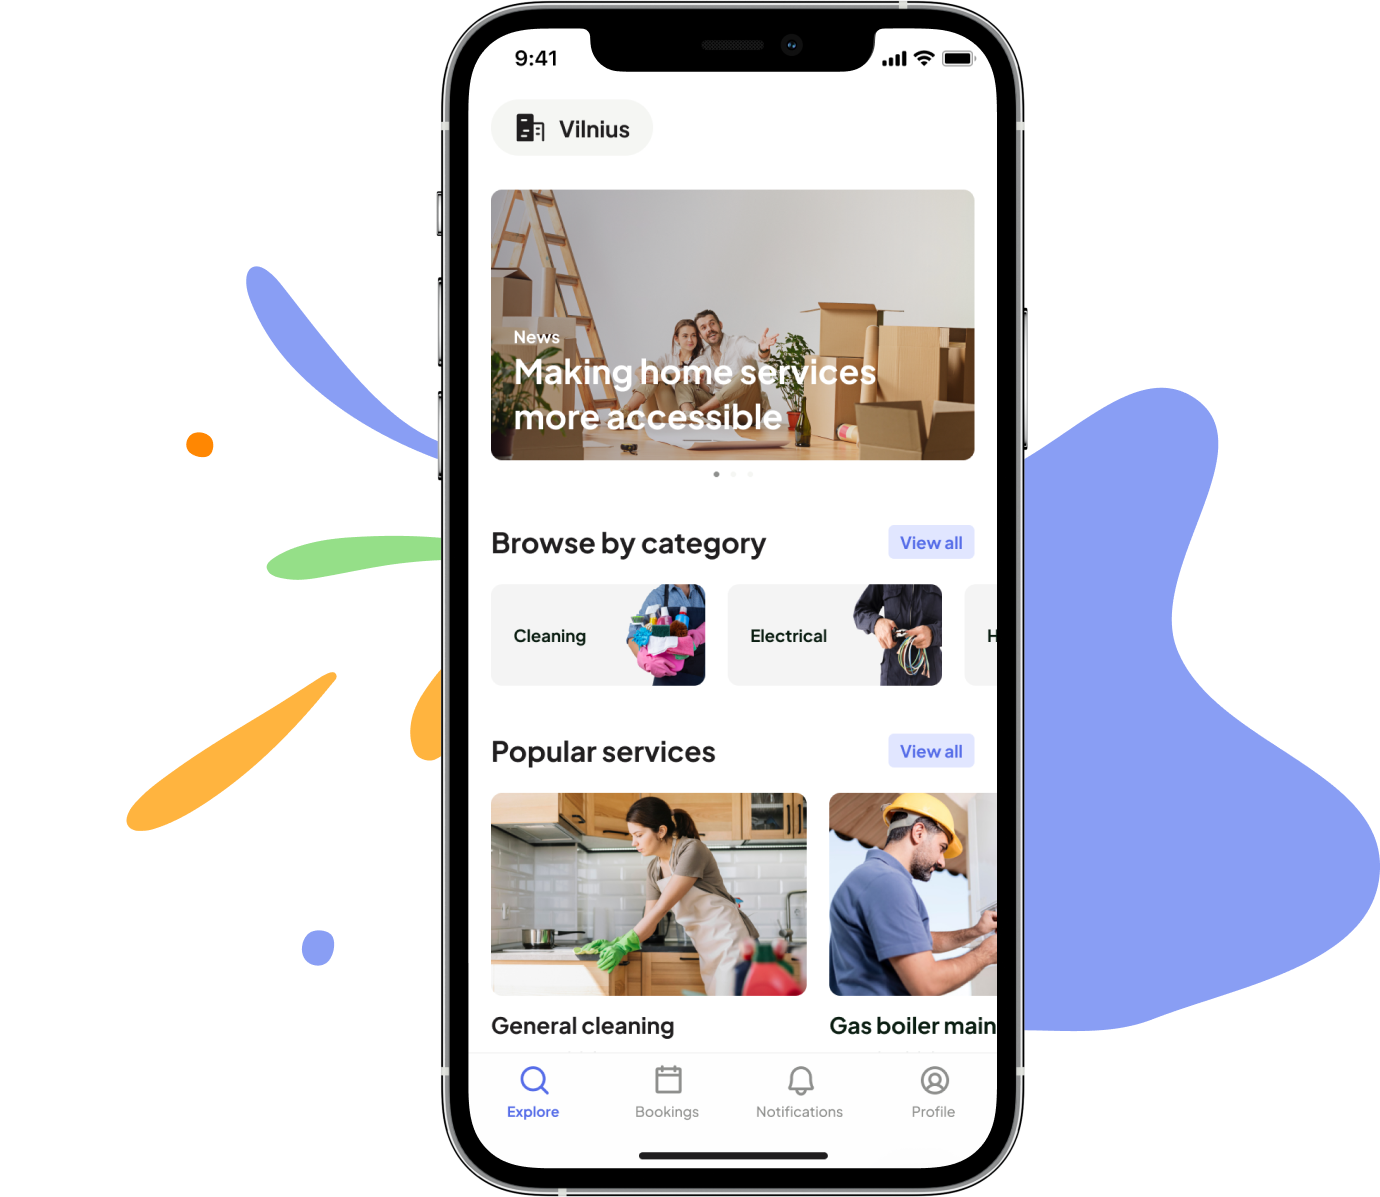 9:41
Vilnius
News
Making home services
more accessible
Browse by category
View all
Cleaning
Electrical
H
Popular services
View all
General cleaning
Gas boiler main
Explore
Bookings
Notifications
Profile